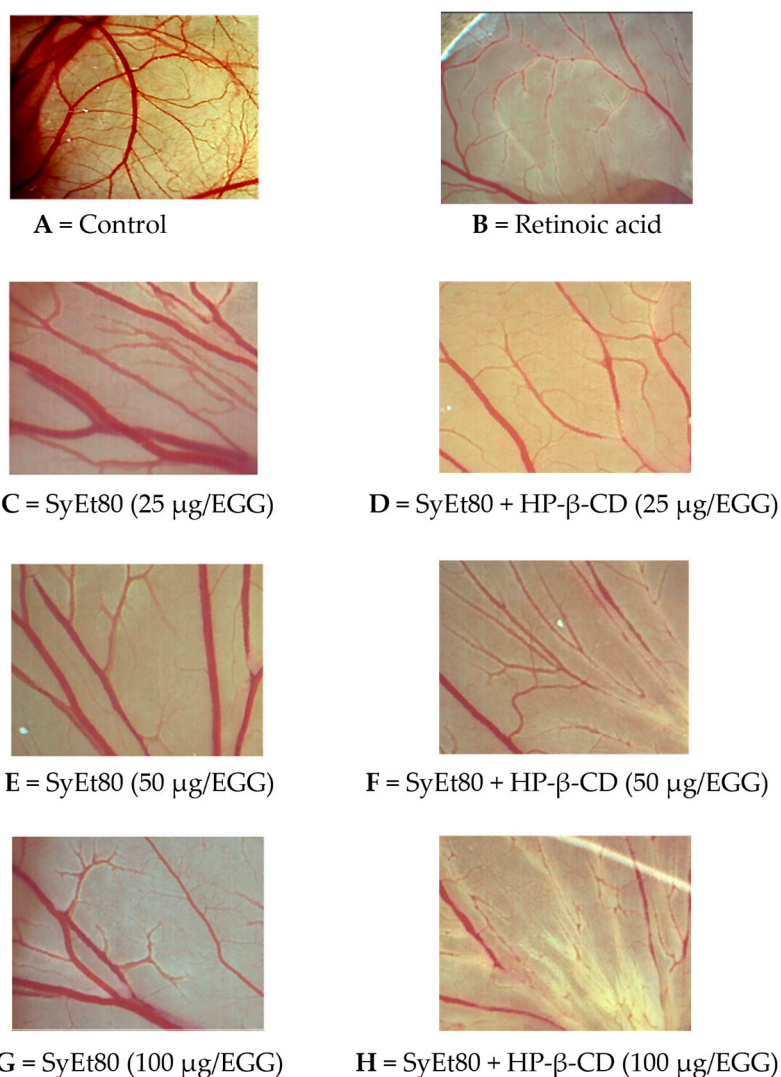 A = Control
B = Retinoic acid
C = SyEt80 (25 µg/EGG)
D = SyEt80 + HP-β-CD (25 µg/EGG)
E = SyEt80 (50 µg/EGG)
F = SyEt80 + HP-β-CD (50 µg/EGG)
G = SyEt80 (100 µg/EGG)
H = SyEt80 + HP-β-CD (100 µg/EGG)